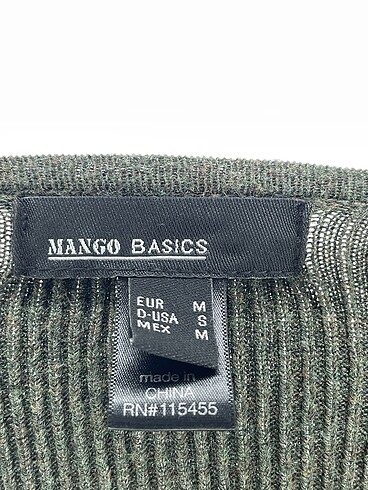 MANGO BASICS
EUR M
D-USA S
MEX M
made in
CHINA
RN#115455